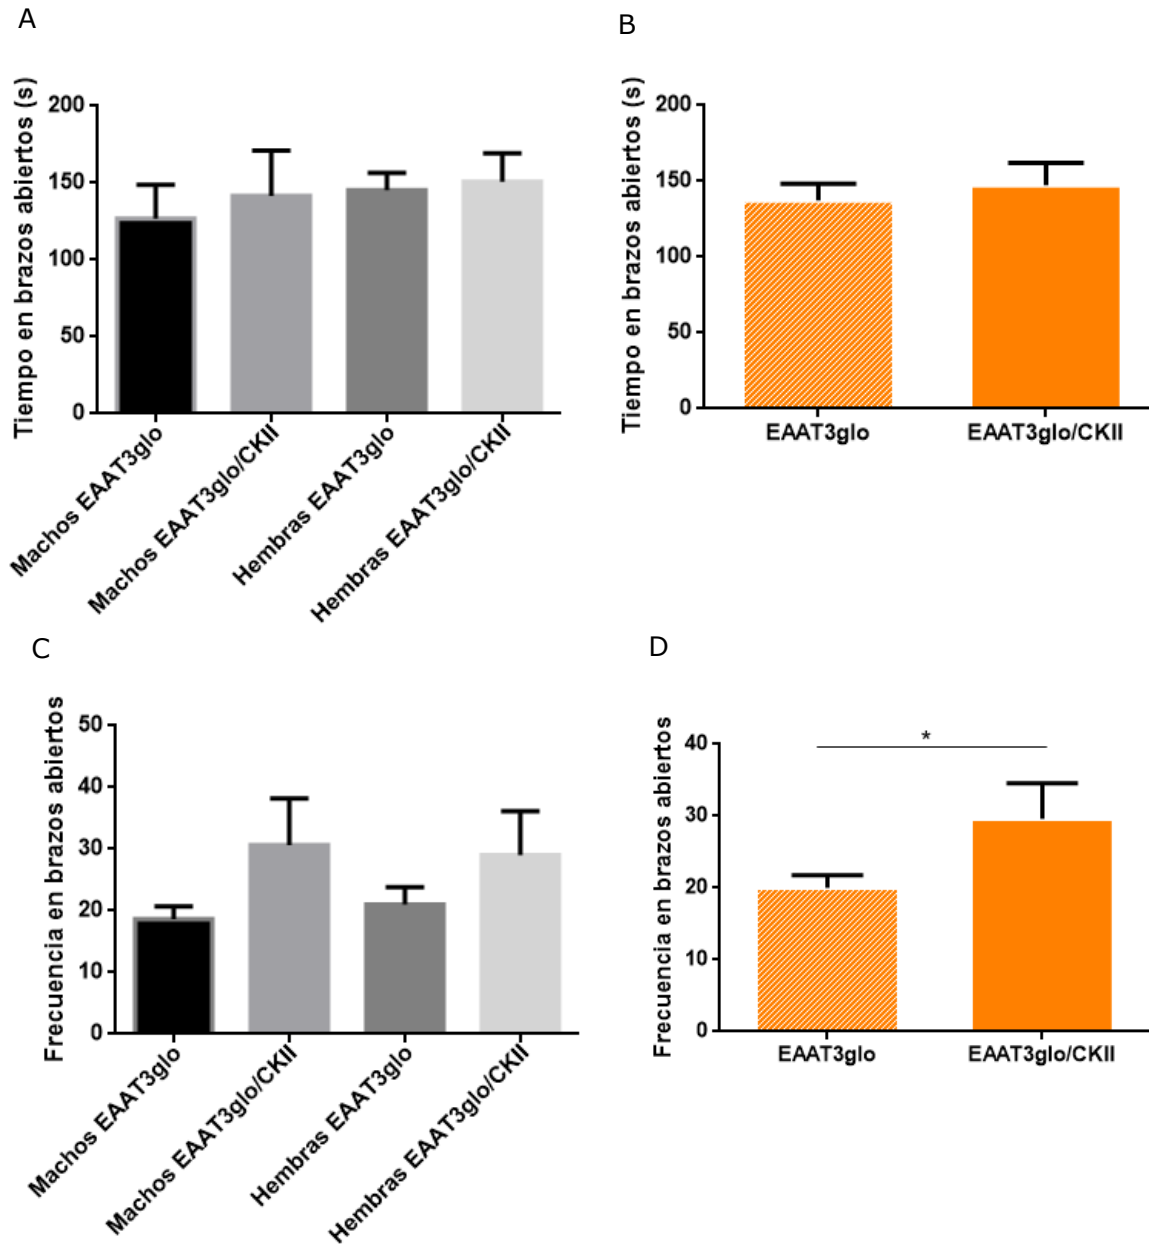 A
Tiempo en brazos abiertos (s)
200
150
100
50
0
Machos EAAT3glo
Machos EAAT3glo/CKII
Hembras EAAT3glo
Hembras EAAT3glo/CKII
B
Tiempo en brazos abiertos (s)
200
150
100
50
0
EAAT3glo
EAAT3glo/CKII
C
Frecuencia en brazos abiertos
50
40
30
20
10
0
Machos EAAT3glo
Machos EAAT3glo/CKII
Hembras EAAT3glo
Hembras EAAT3glo/CKII
D
Frecuencia en brazos abiertos
40
30
20
10
0
*
EAAT3glo
EAAT3glo/CKII